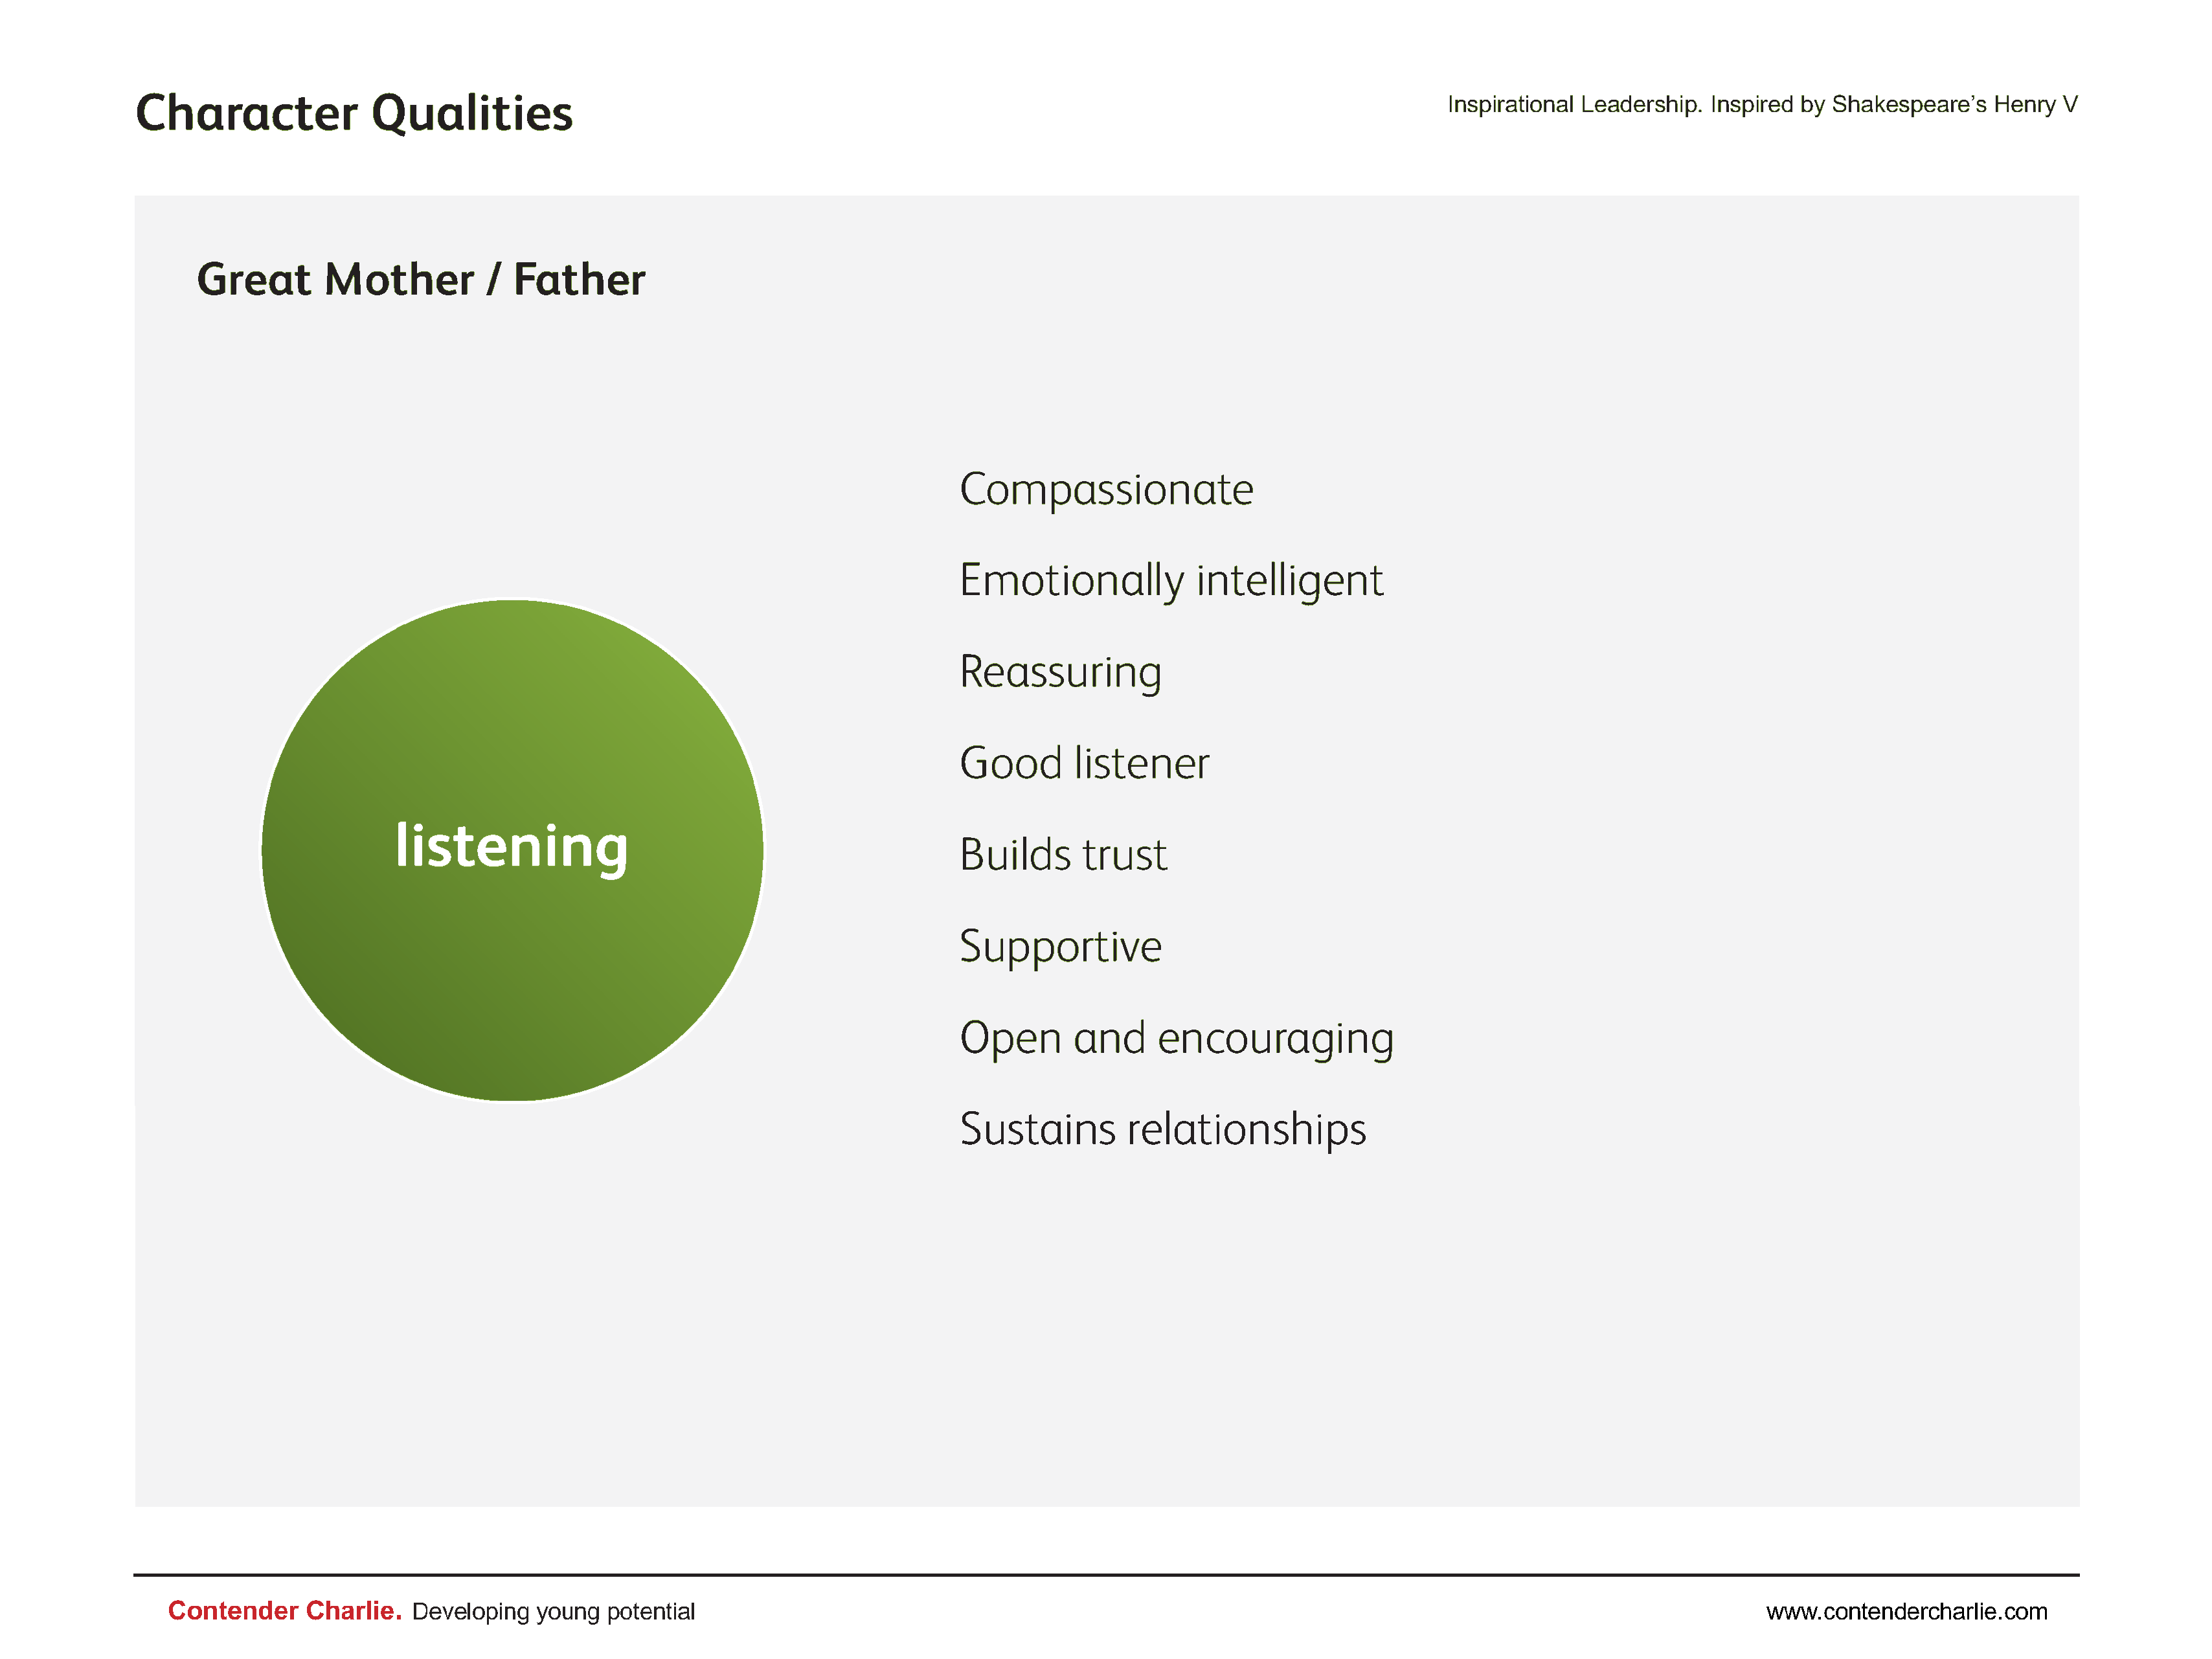 Character Qualities
Inspirational Leadership. Inspired by Shakespeare’s Henry V
Great Mother / Father
listening
Compassionate
Emotionally intelligent
Reassuring
Good listener
Builds trust
Supportive
Open and encouraging
Sustains relationships
Contender Charlie. Developing young potential
www.contendercharlie.com